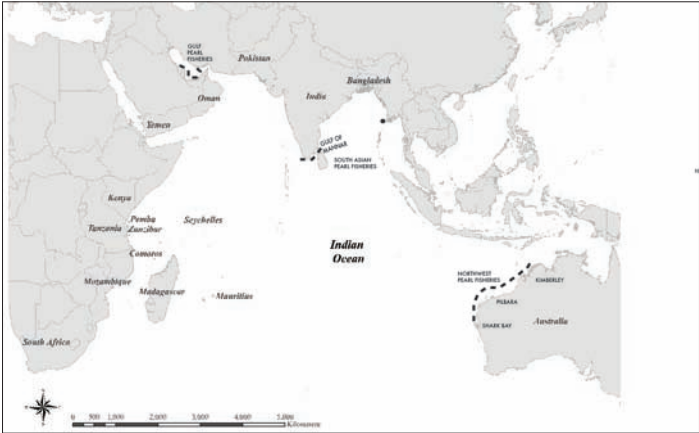 GULF
PEARL
FISHERIES
Pakistan
Oman
Yemen
India
Bangladesh
GULF OF
MANNAR
SOUTH ASIAN
PEARL FISHERIES
Kenya
Pemba
Zanzibar
Tanzania
Seychelles
Comoros
Mozambique
Madagascar
Mauritius
South Africa
Indian
Ocean
NORTHWEST
PEARL FISHERIES
KIMBERLEY
PILBARA
SHARK BAY
Australia
0 500 1,000 2,000 3,000 4,000 5,000
Kilometers